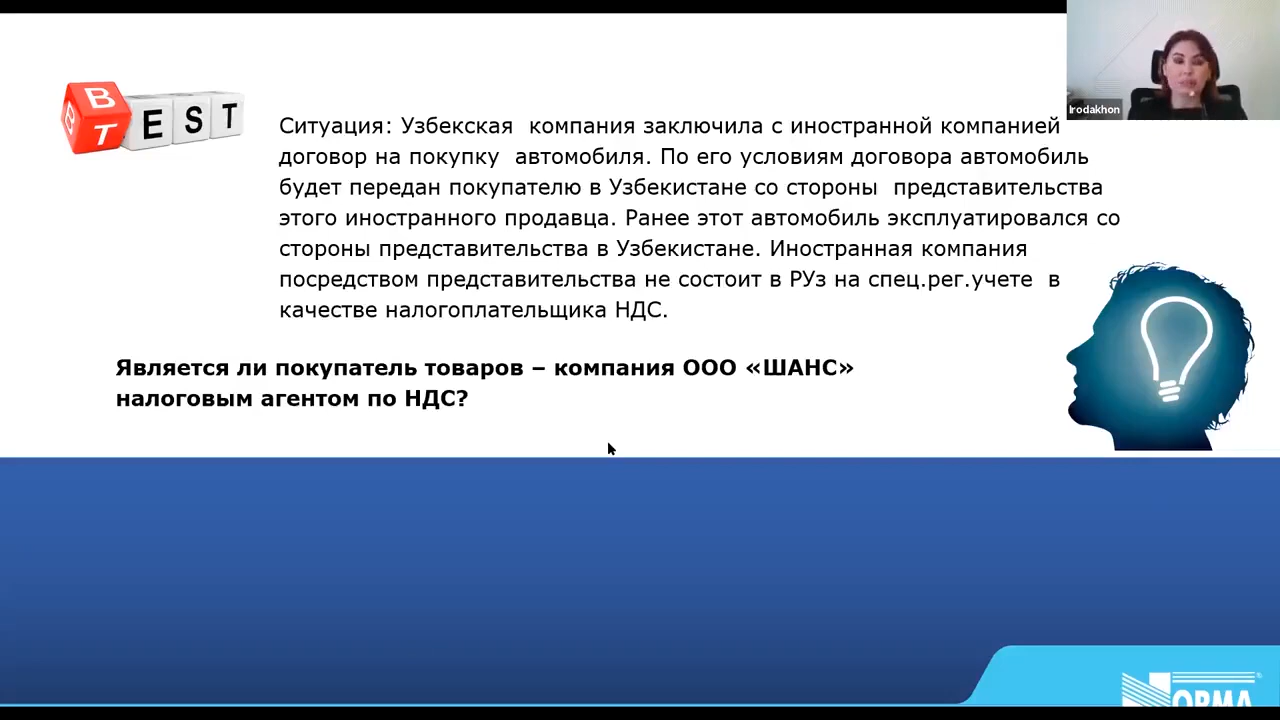 Irodakhon
B
B T E S T
Ситуация: Узбекская компания заключила с иностранной компанией
договор на покупку автомобиля. По его условиям договора автомобиль
будет передан покупателю в Узбекистане со стороны представительства
этого иностранного продавца. Ранее этот автомобиль эксплуатировался со
стороны представительства в Узбекистане. Иностранная компания
посредством представительства не состоит в РУз на спец.рег.учете в
качестве налогоплательщика НДС.
Является ли покупатель товаров – компания ООО «ШАНС»
налоговым агентом по НДС?
NОРМА